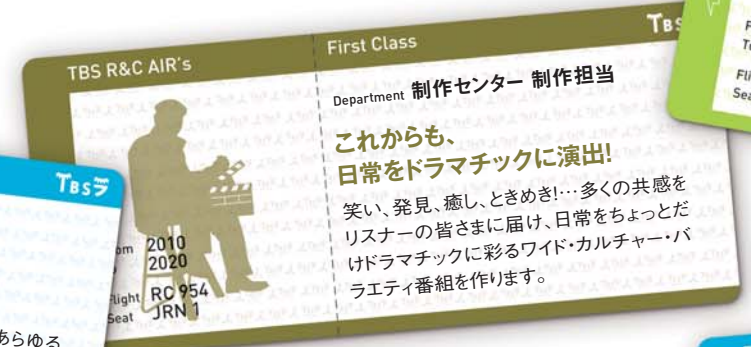 TBS R&C AIR's
First Class
TBS
Department 制作センター 制作担当
これからも、
日常をドラマチックに演出!
笑い、発見、癒し、ときめき!…多くの共感を
リスナーの皆さまに届け、日常をちょっとだ
けドラマチックに彩るワイド・カルチャー・バ
ラエティ番組を作ります。
om 2010
2020
Flight RC 954
Seat JRN 1
TBSラ
あらゆる
Fli
Sea